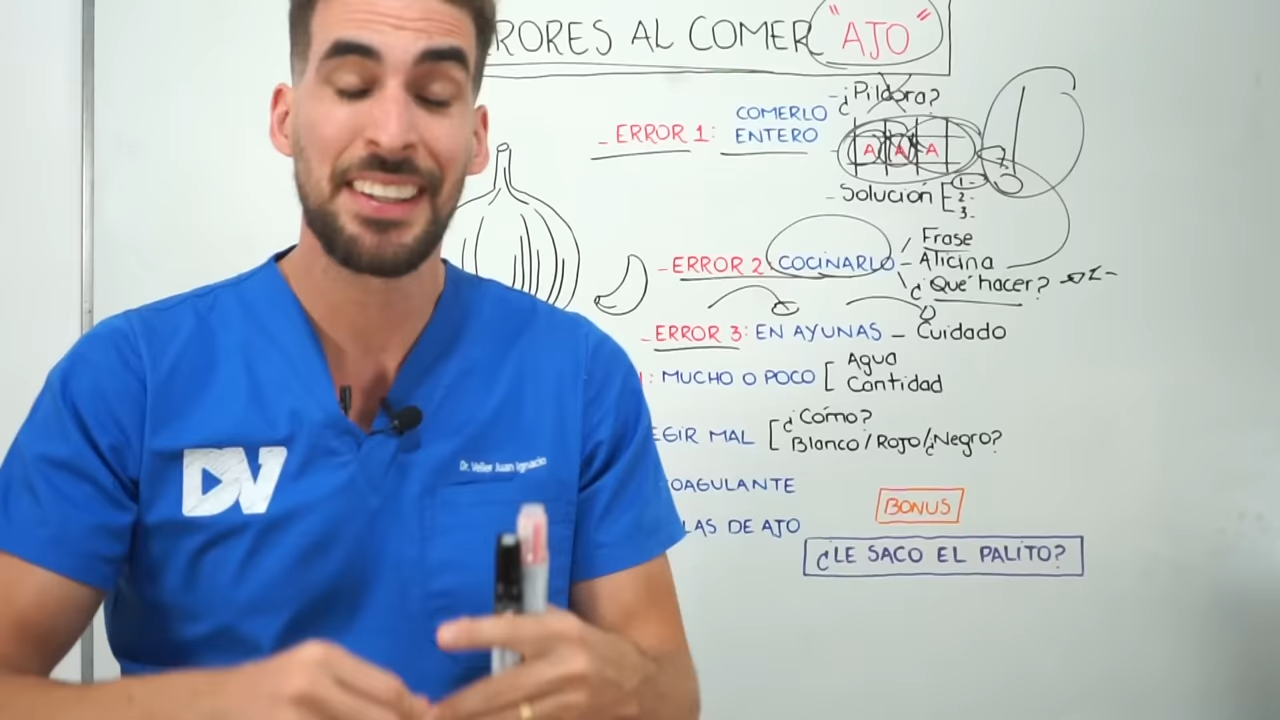 RORES AL COMER "AJO"
- ¿Píldora?
- ERROR 1: COMERLO ENTERO
- A A A
- Solución [ 1- 2- 3-
- ERROR 2: COCINARLO
Frase
- Alicina
¿Qué hacer?
- ERROR 3: EN AYUNAS - Cuidado
: MUCHO O POCO [ Agua
Cantidad
EGIR MAL [ ¿Cómo?
Blanco/Rojo/¿Negro?
OAGULANTE
LAS DE AJO
BONUS
¿LE SACO EL PALITO?
DV
Dr. Veller Juan Ignacio